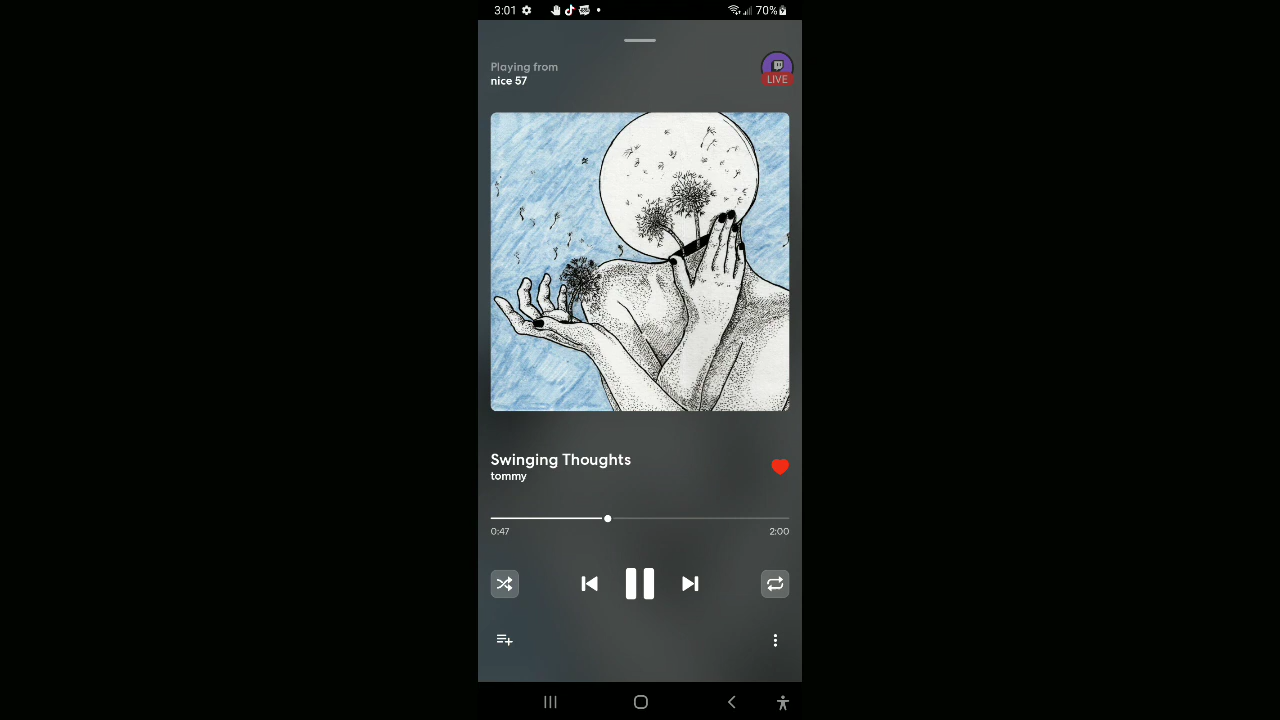 3:01
70%
Playing from
nice 57
LIVE
Swinging Thoughts
tommy
0:47
2:00